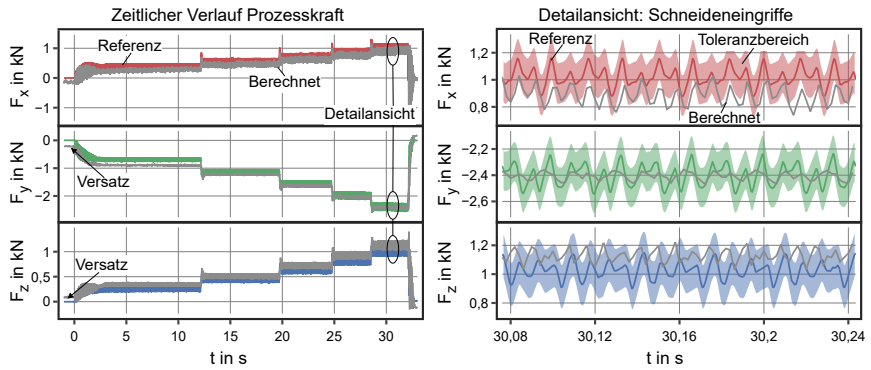 Zeitlicher Verlauf Prozesskraft
F_x in kN
1
0
−1
Referenz
Berechnet
Detailansicht
F_y in kN
0
−1
−2
Versatz
F_z in kN
1
0,5
0
Versatz
0 5 10 15 20 25 30
t in s
Detailansicht: Schneideneingriffe
F_x in kN
1,2
1
0,8
Referenz
Toleranzbereich
Berechnet
F_y in kN
-2,2
-2,4
-2,6
F_z in kN
1,2
1
0,8
30,08 30,12 30,16 30,2 30,24
t in s